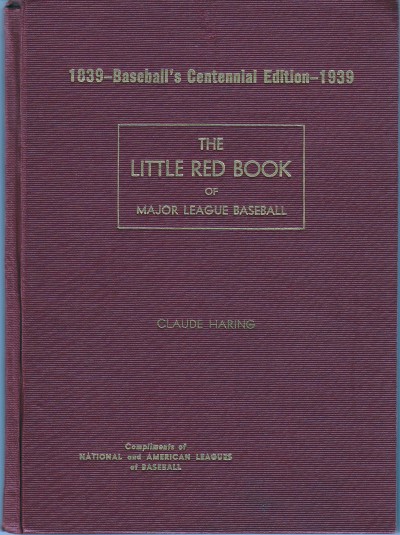 1839–Baseball's Centennial Edition–1939
THE
LITTLE RED BOOK
OF
MAJOR LEAGUE BASEBALL
CLAUDE HARING
Compliments of
NATIONAL and AMERICAN LEAGUES
of BASEBALL